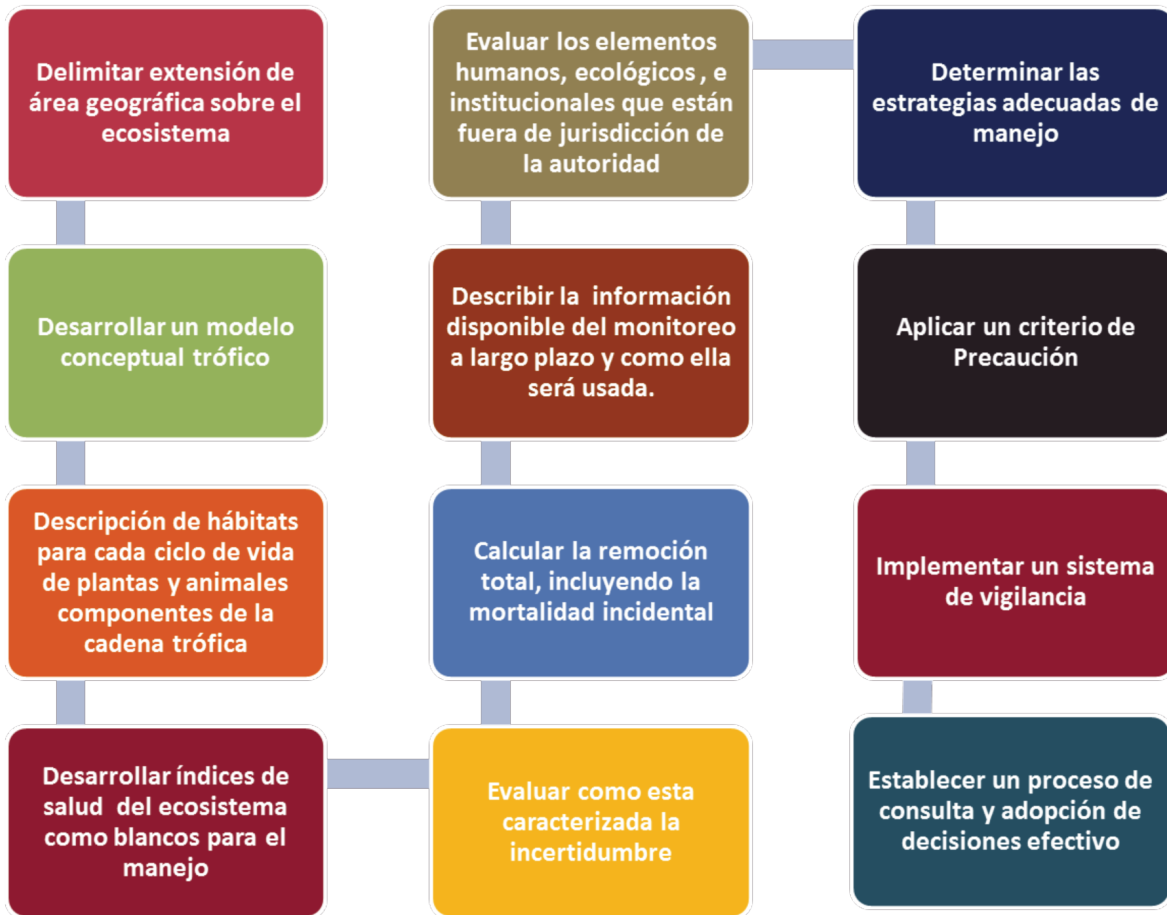 Delimitar extensión de
área geográfica sobre el
ecosistema
Desarrollar un modelo
conceptual trófico
Descripción de hábitats
para cada ciclo de vida
de plantas y animales
componentes de la
cadena trófica
Desarrollar índices de
salud del ecosistema
como blancos para el
manejo
Evaluar como esta
caracterizada la
incertidumbre
Calcular la remoción
total, incluyendo la
mortalidad incidental
Describir la información
disponible del monitoreo
a largo plazo y como ella
será usada.
Evaluar los elementos
humanos, ecológicos , e
institucionales que están
fuera de jurisdicción de
la autoridad
Determinar las
estrategias adecuadas de
manejo
Aplicar un criterio de
Precaución
Implementar un sistema
de vigilancia
Establecer un proceso de
consulta y adopción de
decisiones efectivo